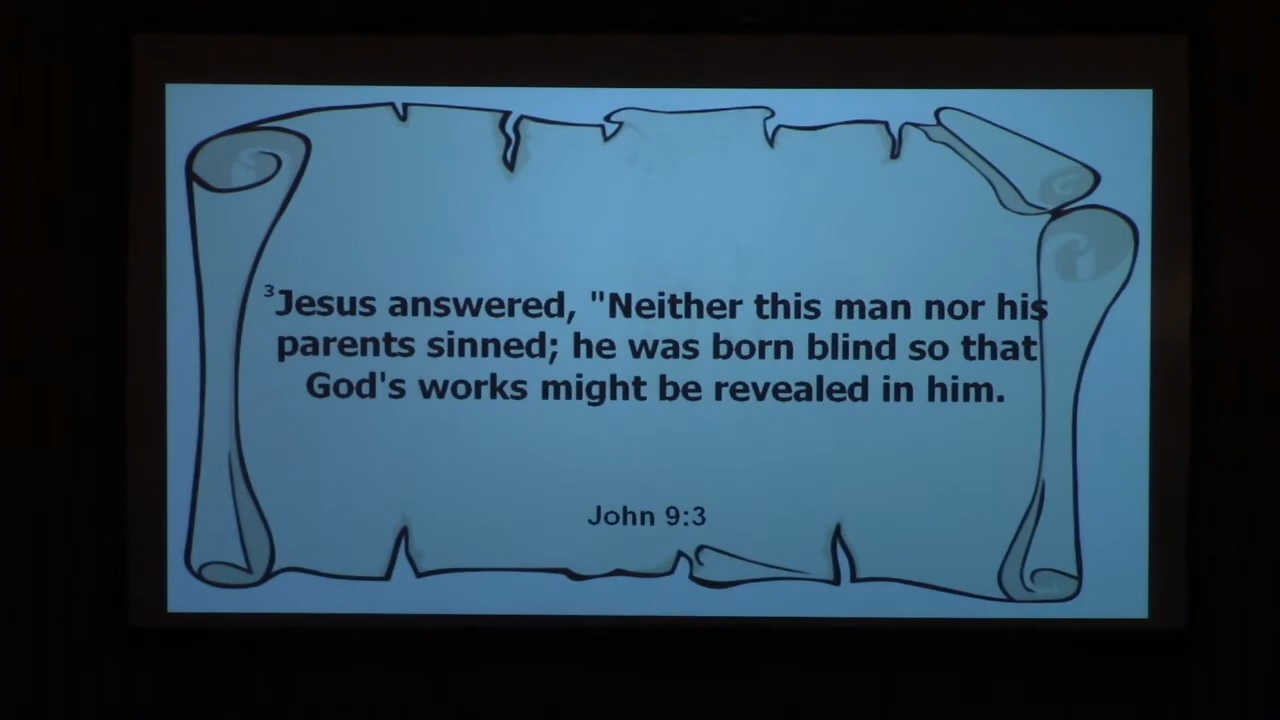 ³Jesus answered, "Neither this man nor his
parents sinned; he was born blind so that
God's works might be revealed in him.
John 9:3